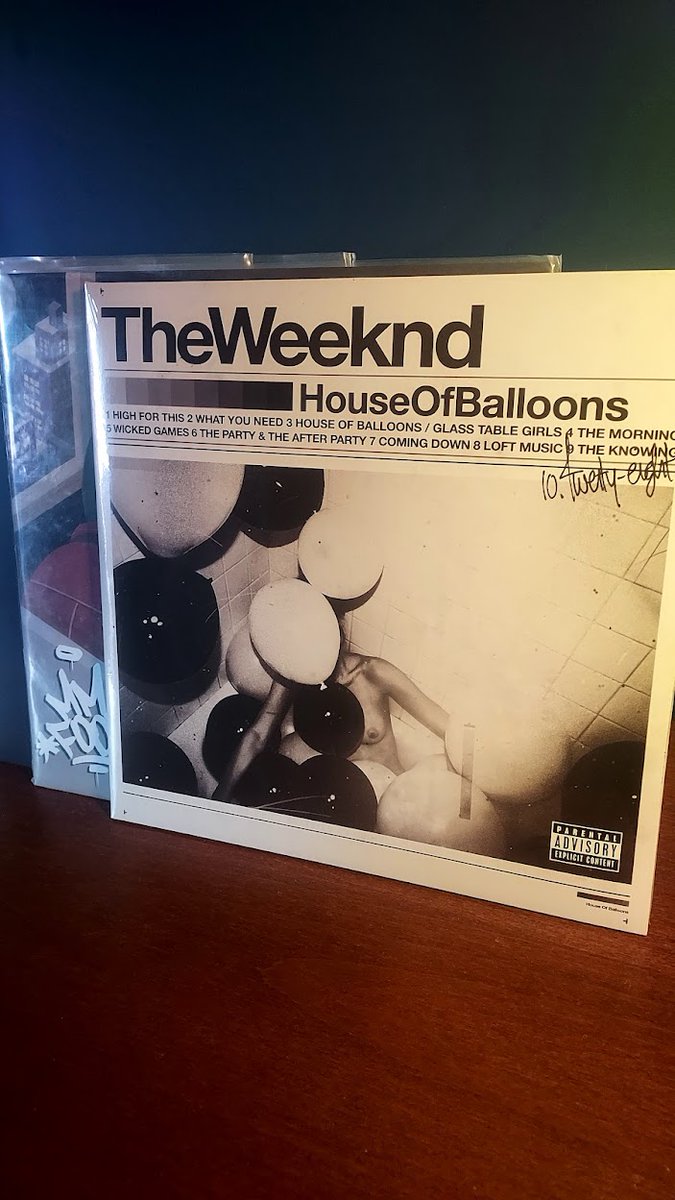 TheWeeknd
HouseOfBalloons
1 HIGH FOR THIS 2 WHAT YOU NEED 3 HOUSE OF BALLOONS / GLASS TABLE GIRLS 4 THE MORNING
5 WICKED GAMES 6 THE PARTY & THE AFTER PARTY 7 COMING DOWN 8 LOFT MUSIC 9 THE KNOWING
10. Twenty-eight
MM
FOO
PARENTAL
ADVISORY
EXPLICIT CONTENT
House Of Balloons